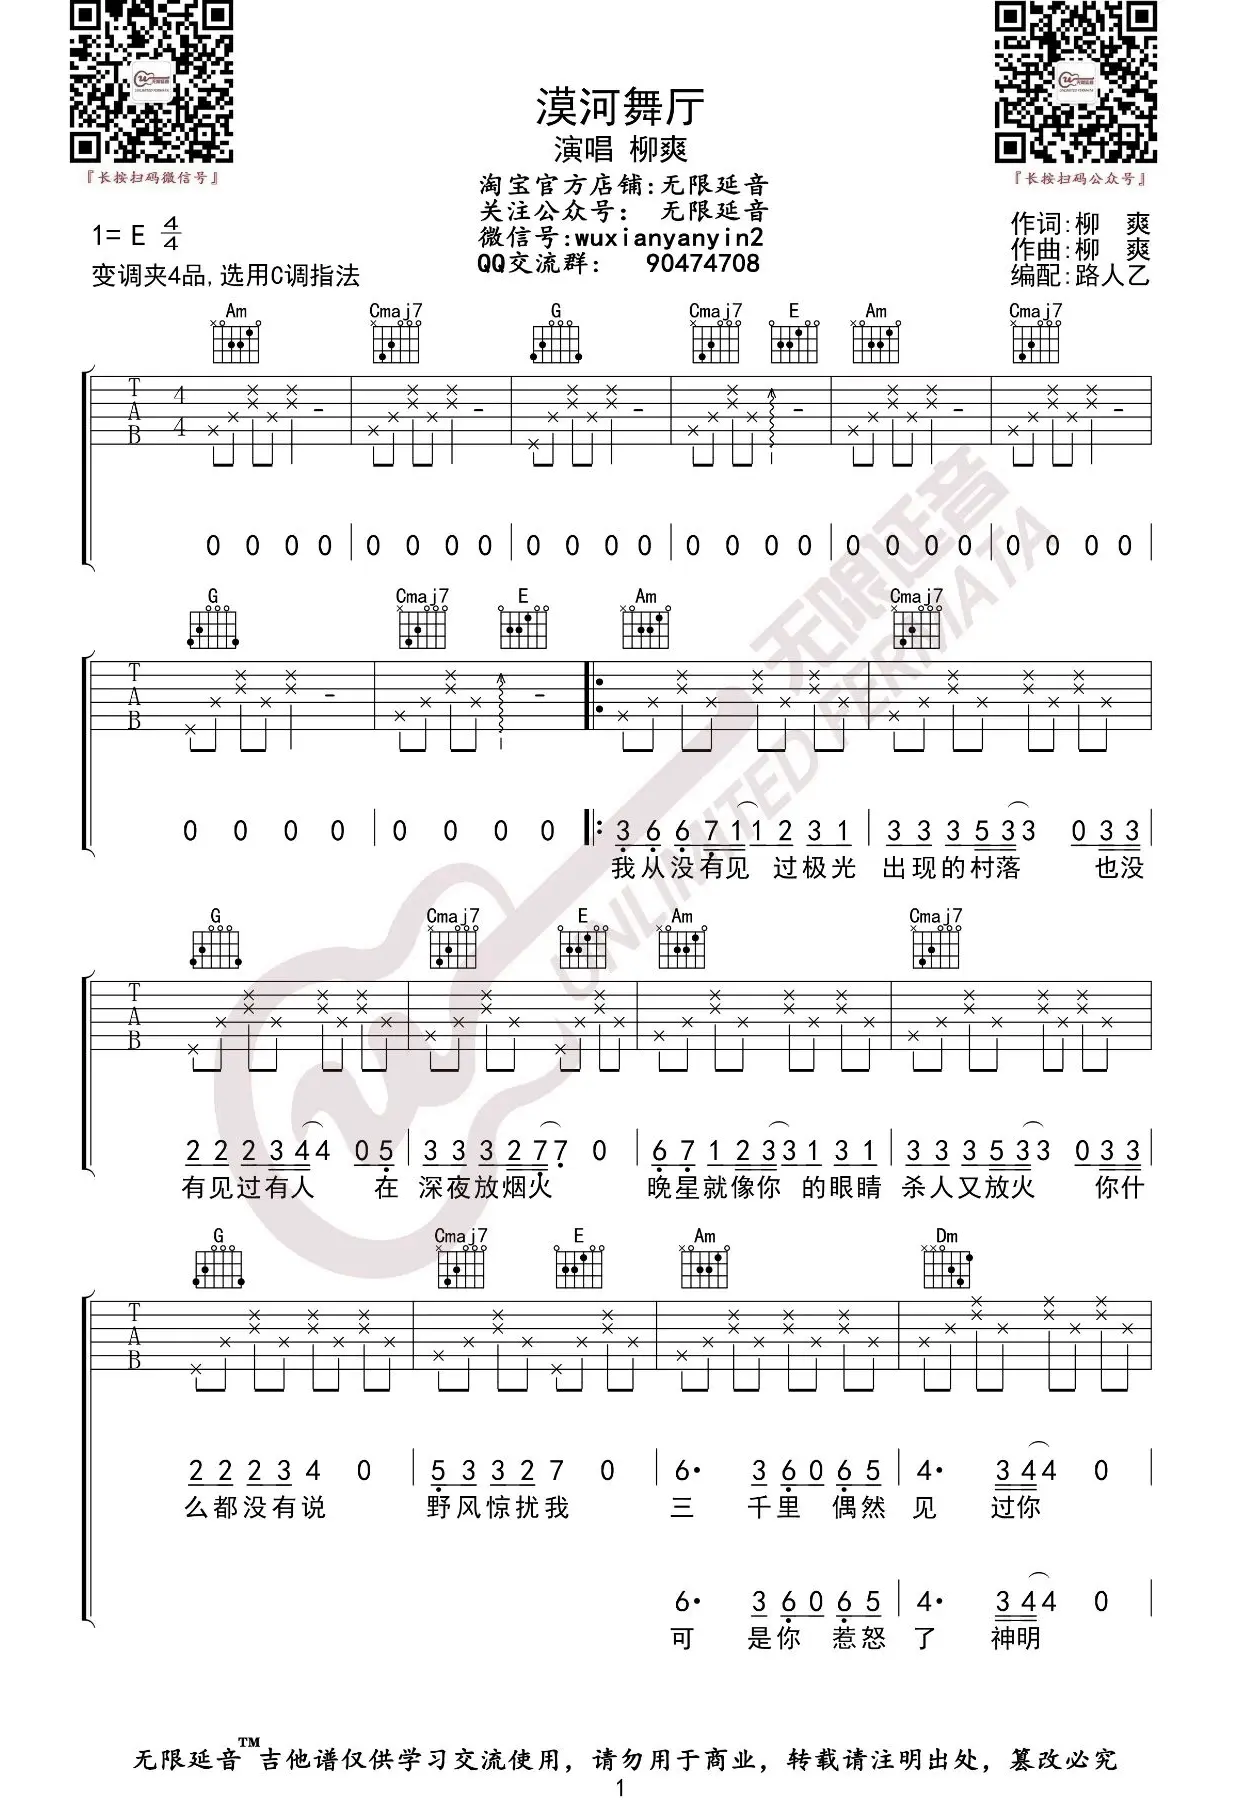 漠河舞厅
演唱 柳爽
淘宝官方店铺:无限延音
关注公众号: 无限延音
微信号:wuxianyanyin2
QQ交流群: 90474708
『长按扫码微信号』
『长按扫码公众号』
1= E 4/4
变调夹4品,选用C调指法
作词:柳 爽
作曲:柳 爽
编配:路人乙
Am Cmaj7 G Cmaj7 E Am Cmaj7
T A B 4/4
0 0 0 0 | 0 0 0 0 | 0 0 0 0 | 0 0 0 0 | 0 0 0 0 | 0 0 0 0 |
G Cmaj7 E Am Cmaj7
T A B
0 0 0 0 | 0 0 0 0 |: 3 6 6 7 1 1 2 3 1 | 3 3 3 5 3 3 0 3 3
我从没有见 过极光 出现的村落 也没
G Cmaj7 E Am Cmaj7
T A B
2 2 2 3 4 4 0 5 | 3 3 3 2 7 7 0 | 6 7 1 2 3 3 1 3 1 | 3 3 3 5 3 3 0 3 3 |
有见过有人 在 深夜放烟火 晚星就像你 的眼睛 杀人又放火 你什
G Cmaj7 E Am Dm
T A B
2 2 2 3 4 0 | 5 3 3 2 7 0 | 6· 3 6 0 6 5 | 4· 3 4 4 0 |
么都没有说 野风惊扰我 三 千里 偶然 见 过你
6· 3 6 0 6 5 | 4· 3 4 4 0 |
可 是你 惹怒 了 神明
无限延音 UNLIMITED FERMATA
无限延音™吉他谱仅供学习交流使用，请勿用于商业，转载请注明出处，篡改必究
1